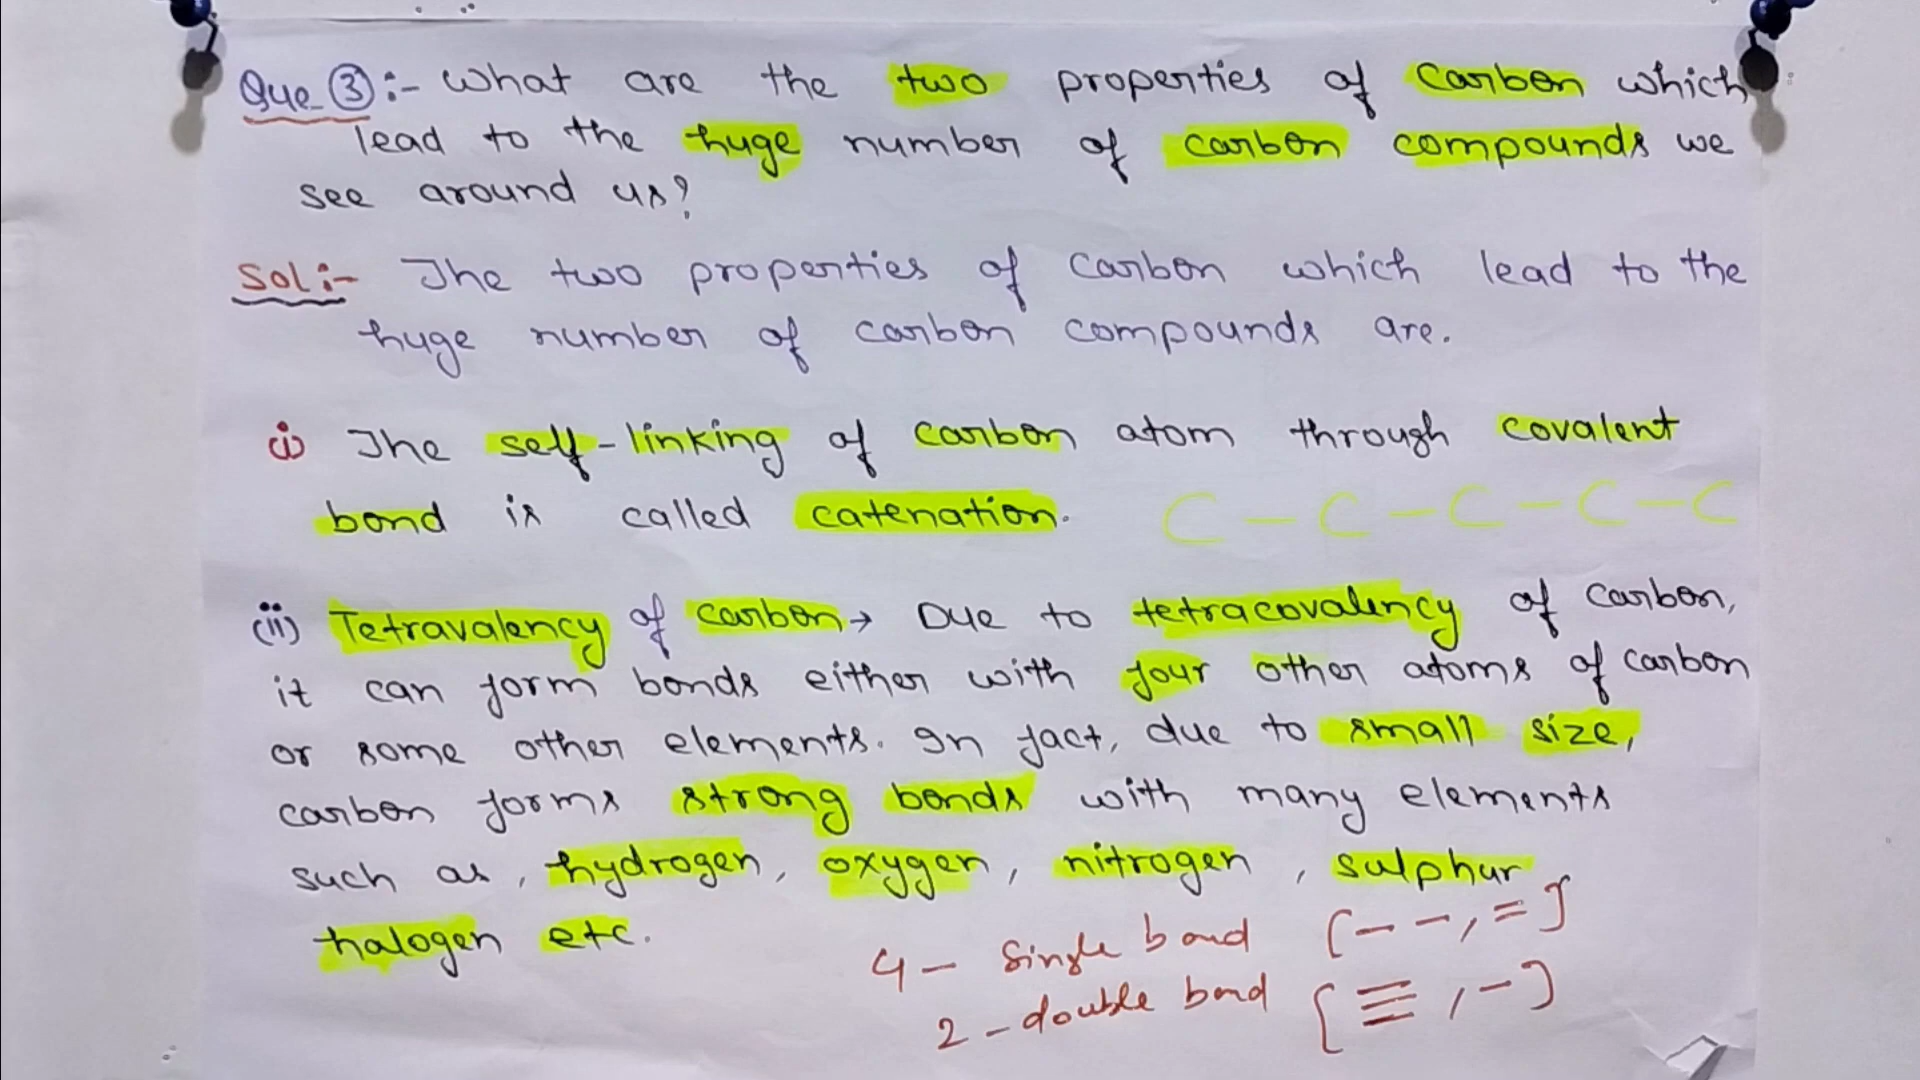 Que-③:- What are the two properties of carbon which
lead to the huge number of carbon compounds we
see around us?
Sol:- The two properties of carbon which lead to the
huge number of carbon compounds are.
(i) The self-linking of carbon atom through covalent
bond is called catenation. C - C - C - C - C
(ii) Tetravalency of carbon → Due to tetracovalency of carbon,
it can form bonds either with four other atoms of carbon
or some other elements. In fact, due to small size,
carbon forms strong bonds with many elements
such as, hydrogen, oxygen, nitrogen, sulphur
halogen etc.
4 - Single bond [- -, =]
2 - double bond [≡, -]